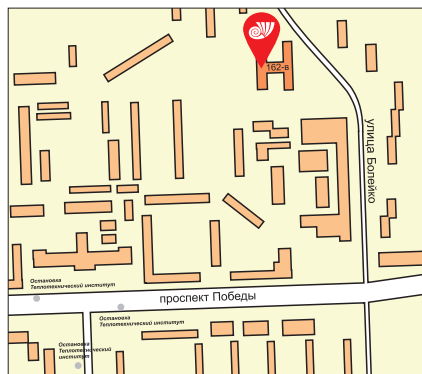 162-в
улица Болейко
Остановка
Теплотехнический институт
проспект Победы
Остановка
Теплотехнический институт
Остановка
Теплотехнический
институт